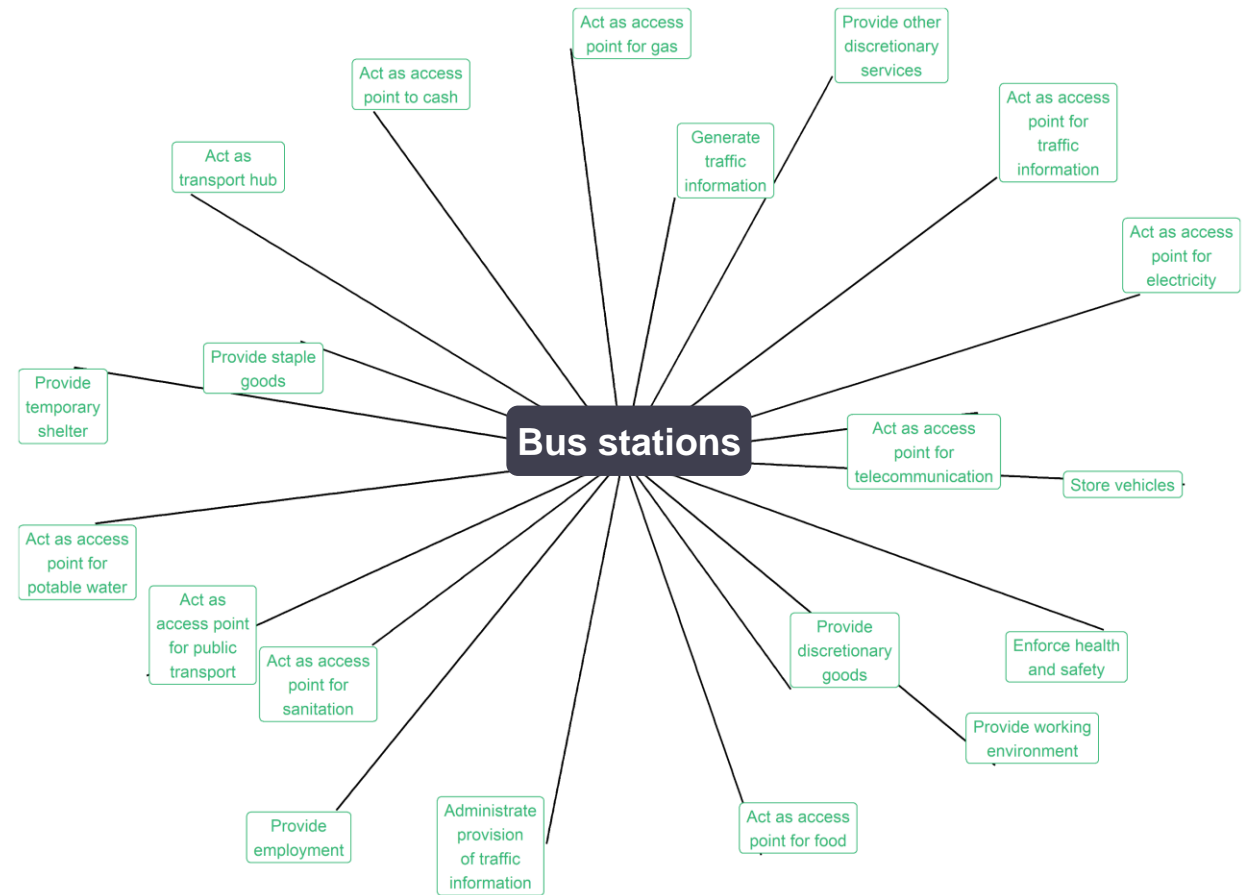 Act as access
point for gas
Provide other
discretionary
services
Act as access
point to cash
Act as access
point for
traffic
information
Generate
traffic
information
Act as
transport hub
Act as access
point for
electricity
Provide staple
goods
Provide
temporary
shelter
Bus stations
Act as access
point for
telecommunication
Store vehicles
Act as access
point for
potable water
Act as
access point
for public
transport
Provide
discretionary
goods
Enforce health
and safety
Act as access
point for
sanitation
Provide working
environment
Provide
employment
Administrate
provision
of traffic
information
Act as access
point for food